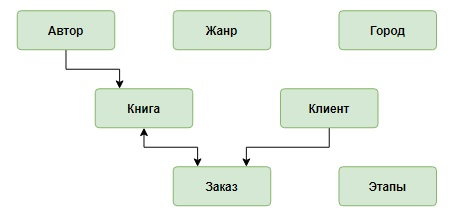 Автор
Жанр
Город
Книга
Клиент
Заказ
Этапы